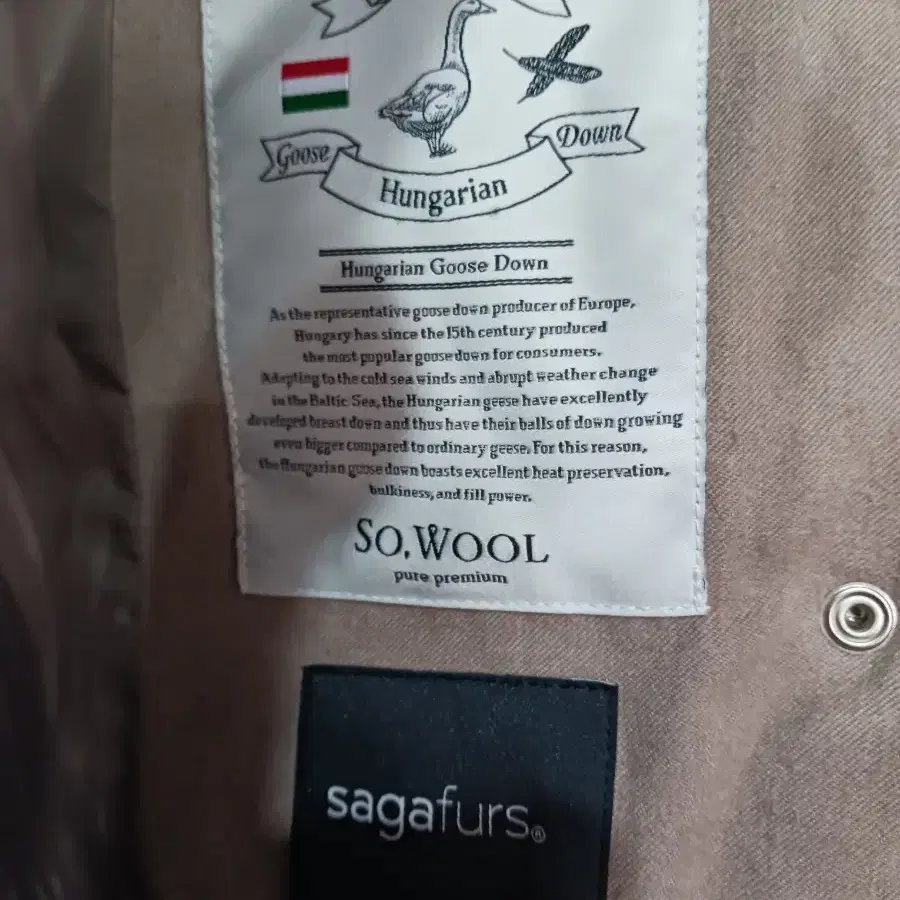 Goose
Down
Hungarian
Hungarian Goose Down
As the representative goose down producer of Europe,
Hungary has since the 15th century produced
the most popular goose down for consumers.
Adapting to the cold sea winds and abrupt weather change
in the Baltic Sea, the Hungarian geese have excellently
developed breast down and thus have their balls of down growing
even bigger compared to ordinary geese. For this reason,
the Hungarian goose down boasts excellent heat preservation,
bulkiness, and fill power.
SO, WOOL
pure premium
sagafurs®